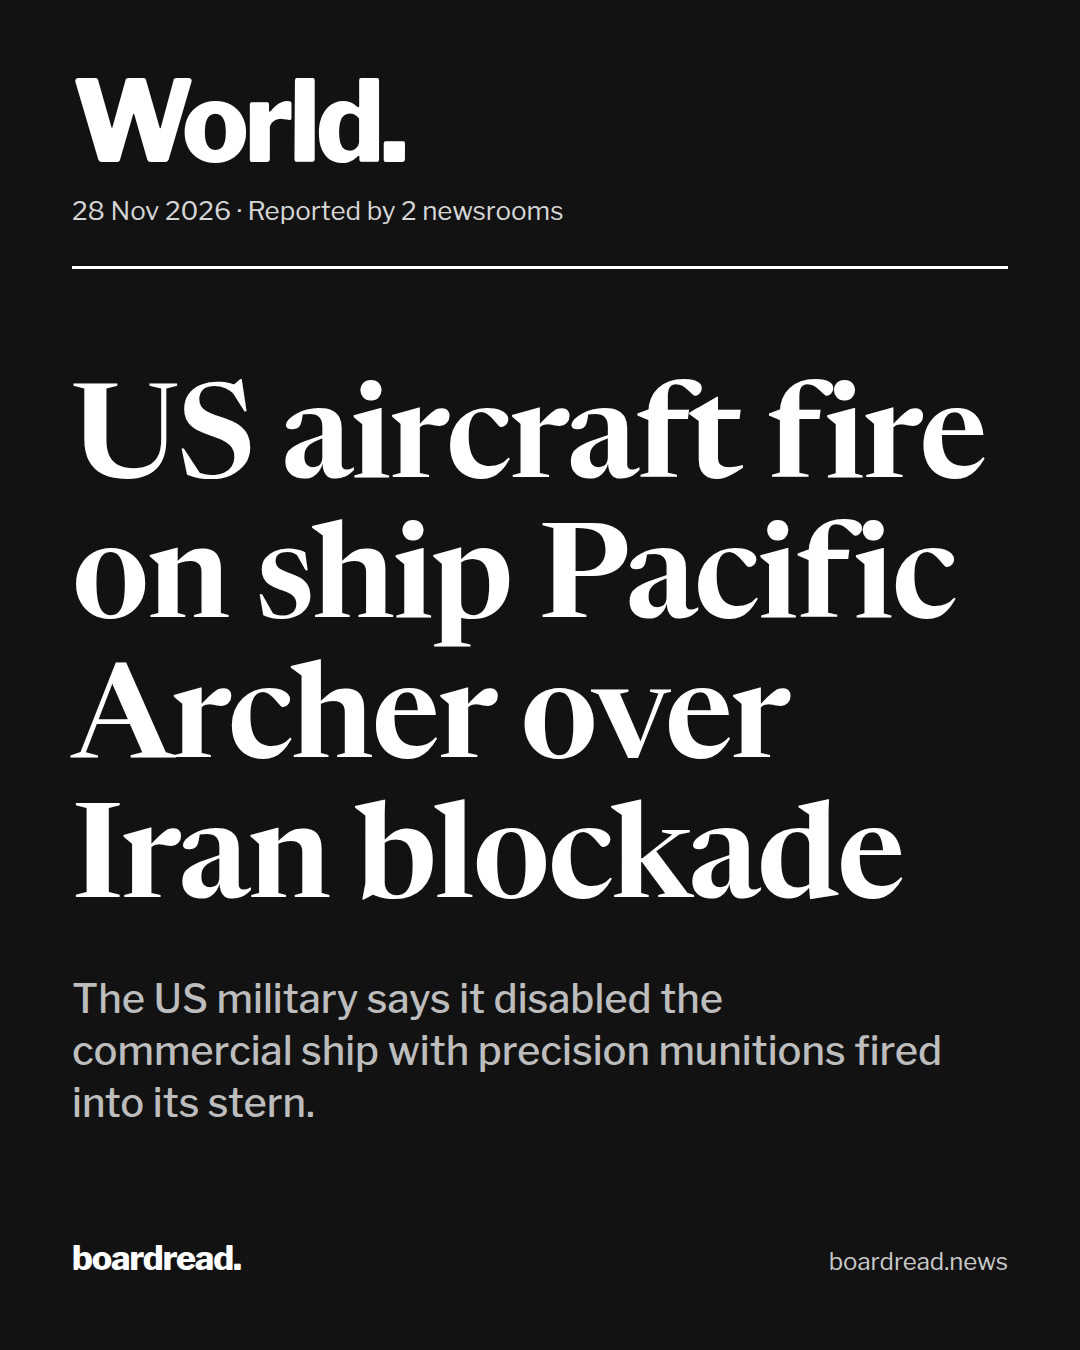 World.
28 Nov 2026 · Reported by 2 newsrooms
US aircraft fire
on ship Pacific
Archer over
Iran blockade
The US military says it disabled the
commercial ship with precision munitions fired
into its stern.
boardread.
boardread.news